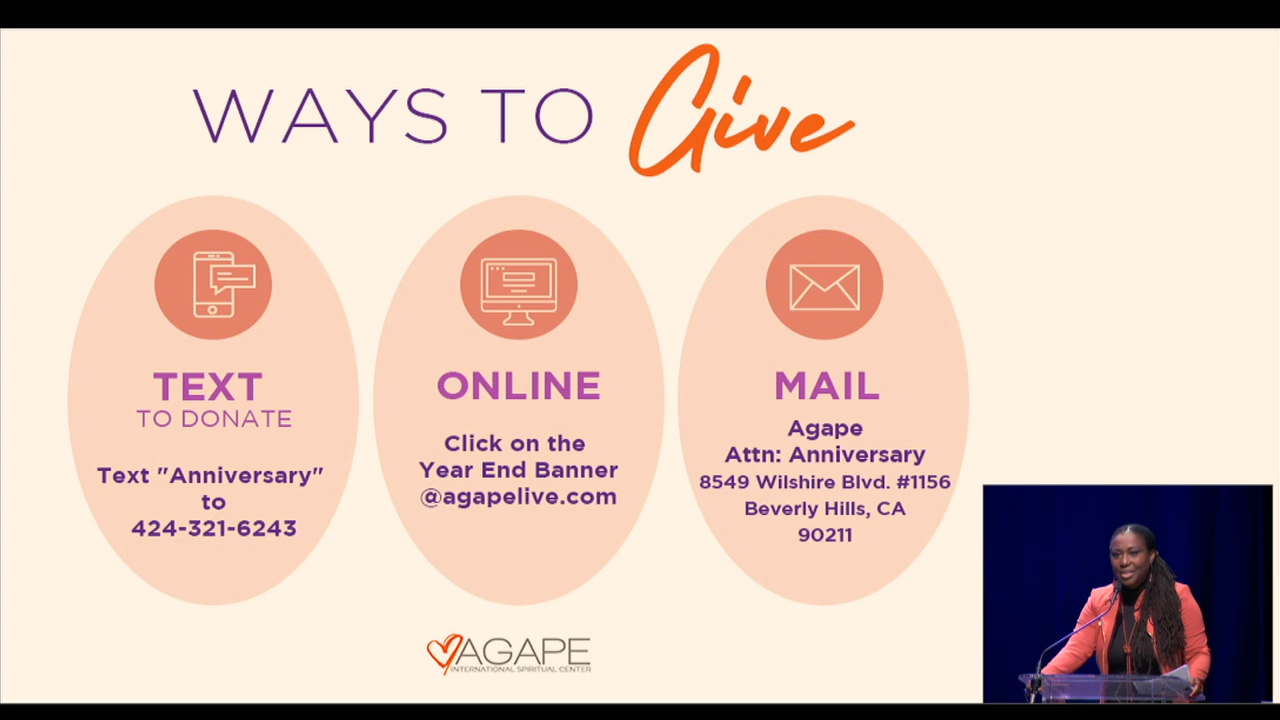 WAYS TO Give
TEXT
TO DONATE
Text "Anniversary"
to
424-321-6243
ONLINE
Click on the
Year End Banner
@agapelive.com
MAIL
Agape
Attn: Anniversary
8549 Wilshire Blvd. #1156
Beverly Hills, CA
90211
AGAPE
INTERNATIONAL SPIRITUAL CENTER